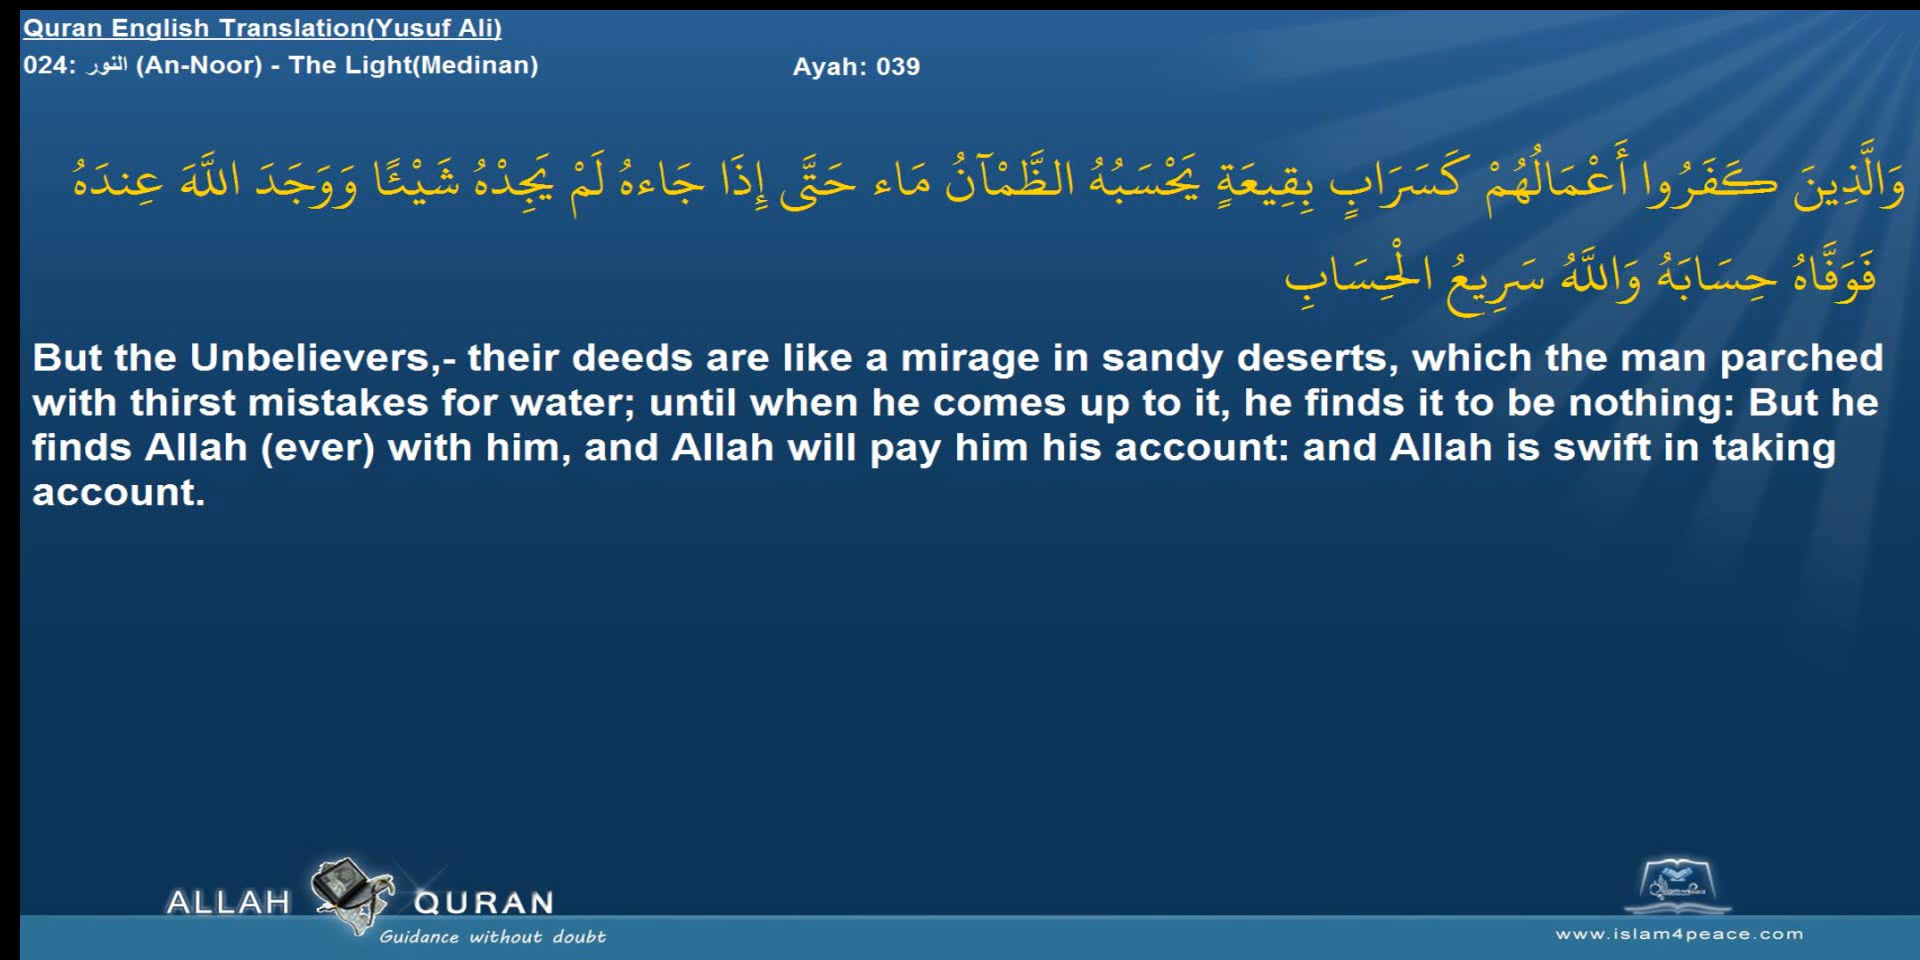 Quran English Translation(Yusuf Ali)
024: النور (An-Noor) - The Light(Medinan) Ayah: 039
وَالَّذِينَ كَفَرُوا أَعْمَالُهُمْ كَسَرَابٍ بِقِيعَةٍ يَحْسَبُهُ الظَّمْآنُ مَاء حَتَّى إِذَا جَاءهُ لَمْ يَجِدْهُ شَيْئًا وَوَجَدَ اللَّهَ عِندَهُ
فَوَفَّاهُ حِسَابَهُ وَاللَّهُ سَرِيعُ الْحِسَابِ
But the Unbelievers,- their deeds are like a mirage in sandy deserts, which the man parched
with thirst mistakes for water; until when he comes up to it, he finds it to be nothing: But he
finds Allah (ever) with him, and Allah will pay him his account: and Allah is swift in taking
account.
ALLAH QURAN
Guidance without doubt
www.islam4peace.com